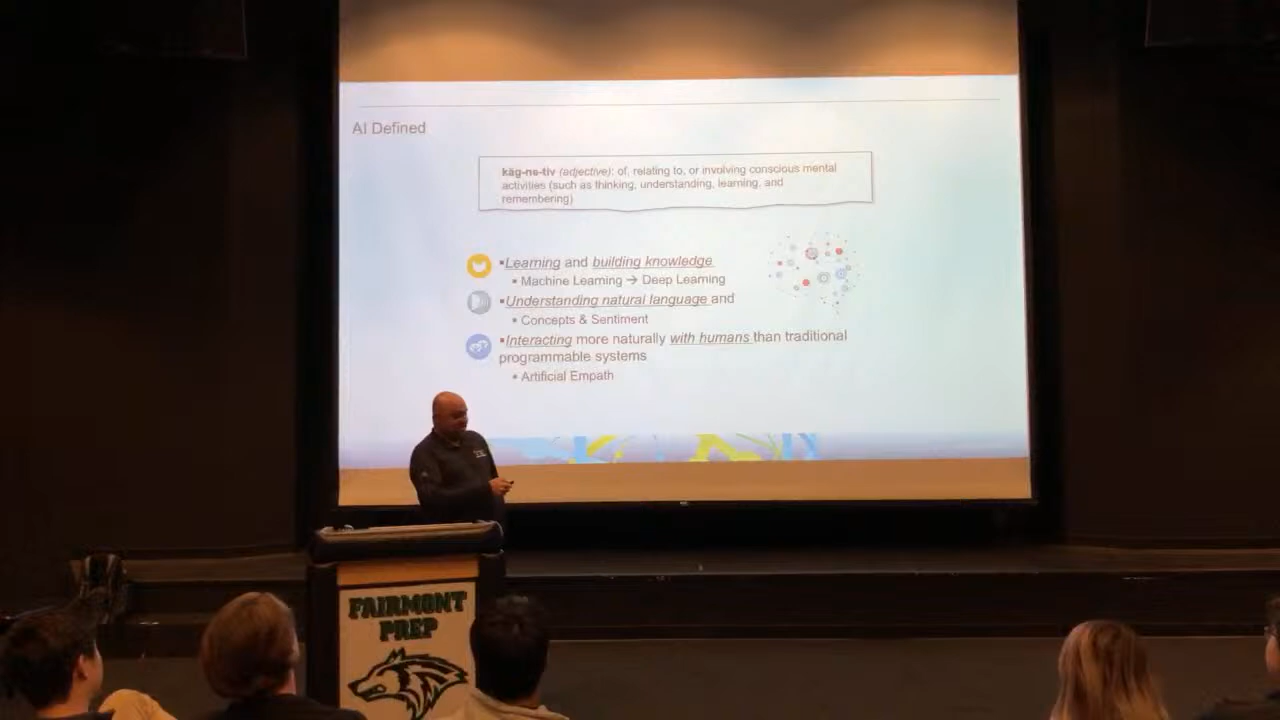 AI Defined
käg-nə-tiv (adjective): of, relating to, or involving conscious mental
activities (such as thinking, understanding, learning, and
remembering)
▪Learning and building knowledge
▪ Machine Learning → Deep Learning
▪Understanding natural language and
▪ Concepts & Sentiment
▪Interacting more naturally with humans than traditional
programmable systems
▪ Artificial Empath
FAIRMONT
PREP